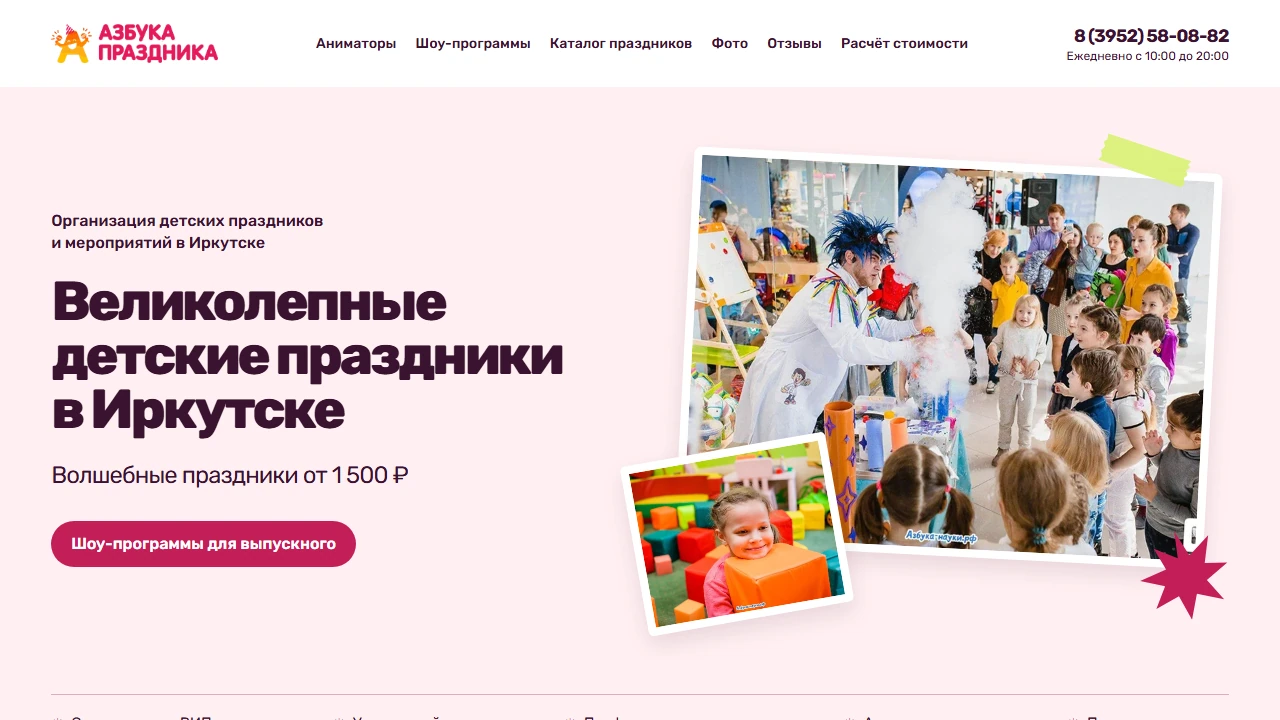 АЗБУКА
ПРАЗДНИКА
Аниматоры Шоу-программы Каталог праздников Фото Отзывы Расчёт стоимости
8 (3952) 58-08-82
Ежедневно с 10:00 до 20:00
Организация детских праздников
и мероприятий в Иркутске
Великолепные
детские праздники
в Иркутске
Волшебные праздники от 1 500 ₽
Шоу-программы для выпускного
Азбука-науки.рф